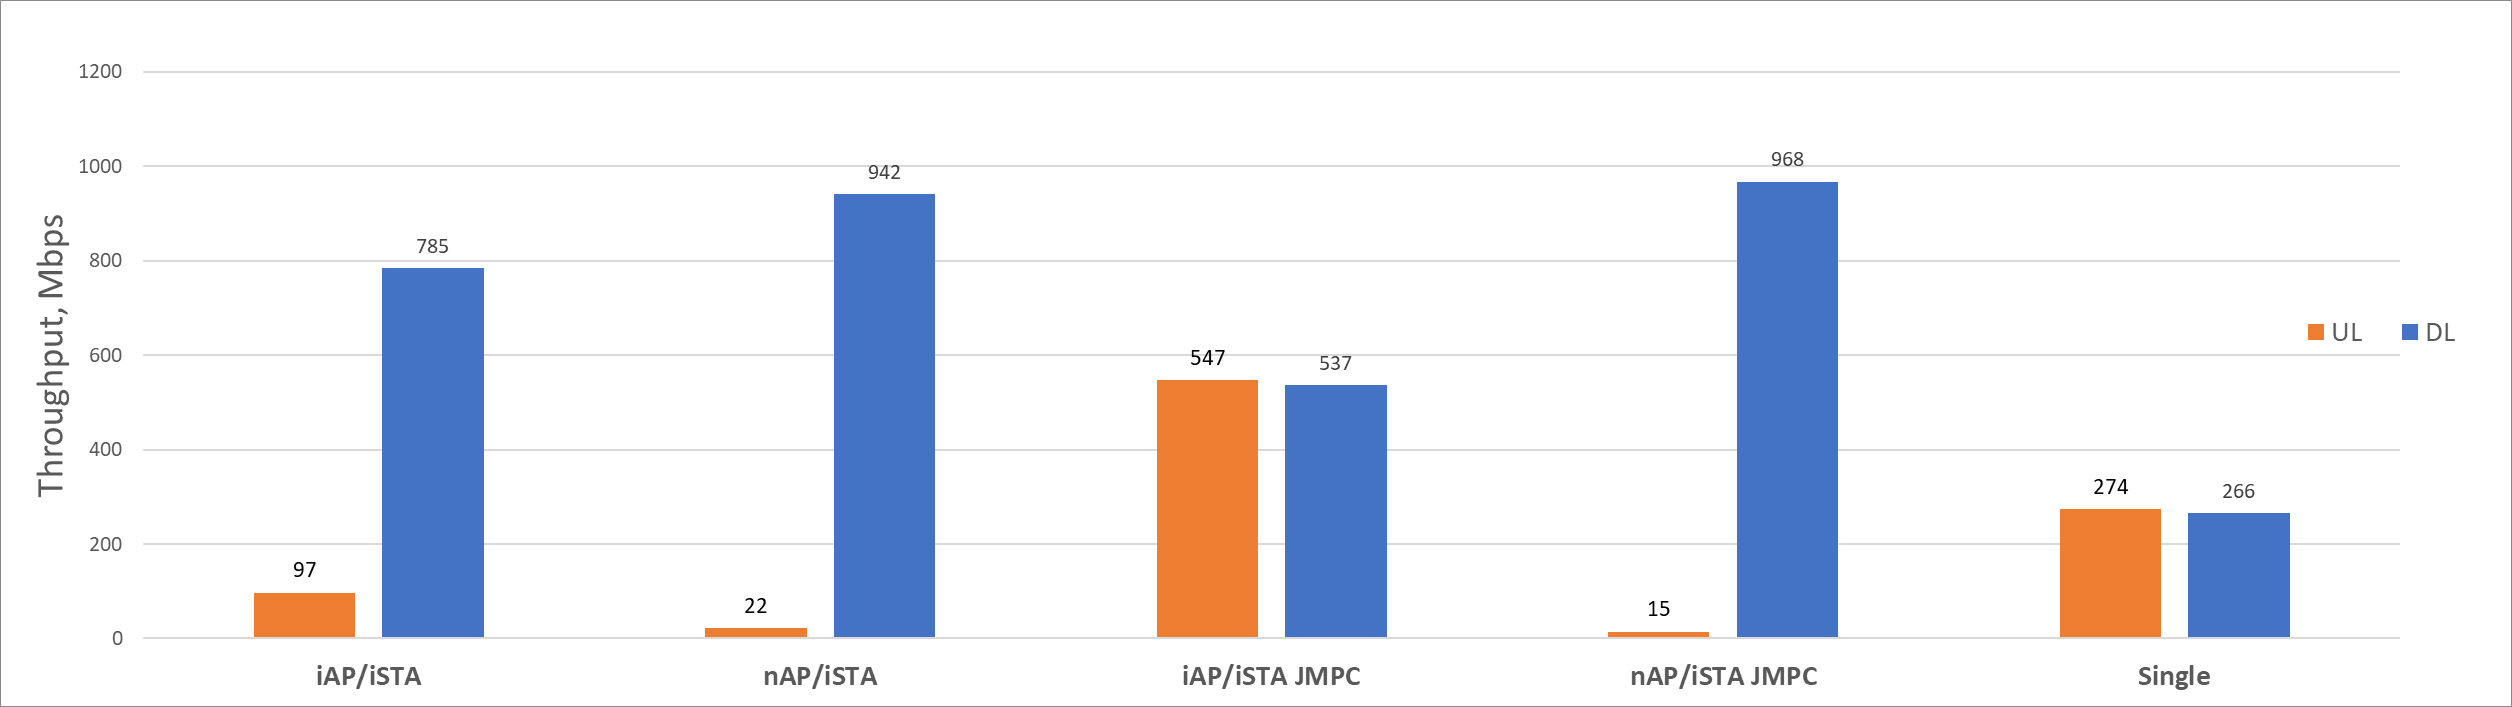 Throughput, Mbps
1200
1000
800
600
400
200
0
97
785
22
942
547
537
15
968
274
266
iAP/iSTA
nAP/iSTA
iAP/iSTA JMPC
nAP/iSTA JMPC
Single
UL
DL